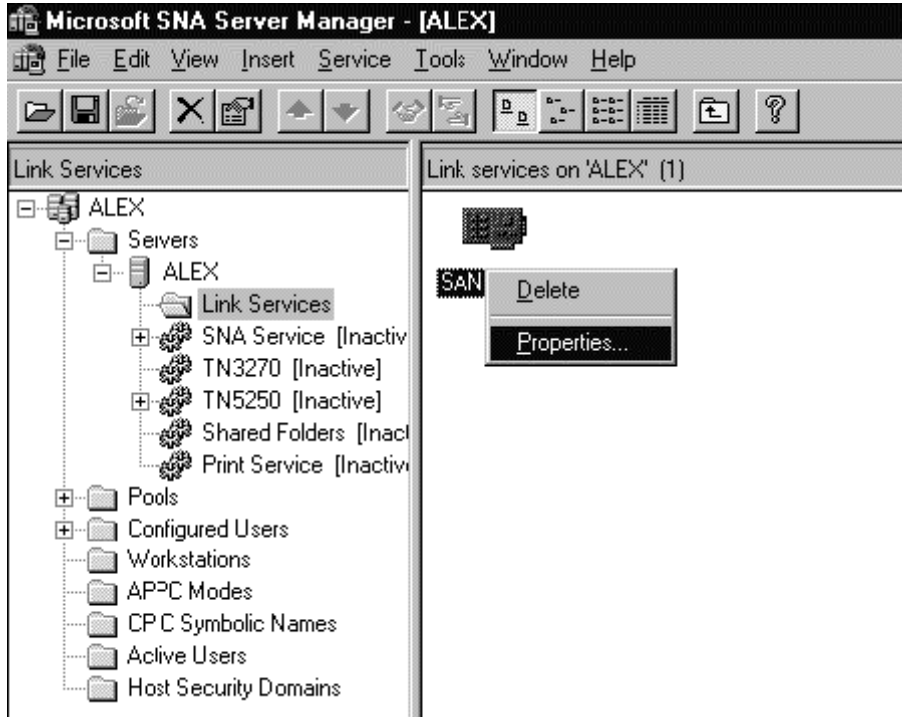 Microsoft SNA Server Manager - [ALEX]
File Edit View Insert Service Tools Window Help
Link Services
Link services on 'ALEX' (1)
ALEX
Servers
ALEX
Link Services
SNA Service [Inactiv
TN3270 [Inactive]
TN5250 [Inactive]
Shared Folders [Inact
Print Service [Inactiv
Pools
Configured Users
Workstations
APPC Modes
CPIC Symbolic Names
Active Users
Host Security Domains
SAN
Delete
Properties...